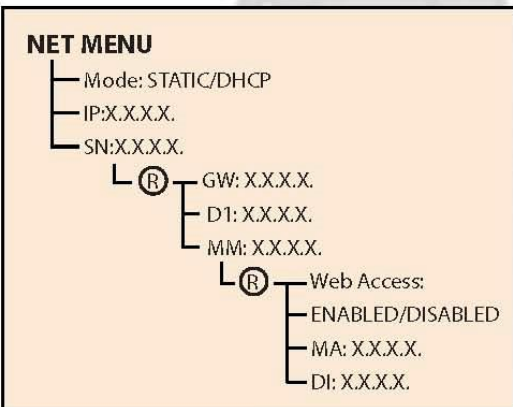 NET MENU
Mode: STATIC/DHCP
IP:X.X.X.X.
SN:X.X.X.X.
R GW: X.X.X.X.
D1: X.X.X.X.
MM: X.X.X.X.
R Web Access:
ENABLED/DISABLED
MA: X.X.X.X.
DI: X.X.X.X.